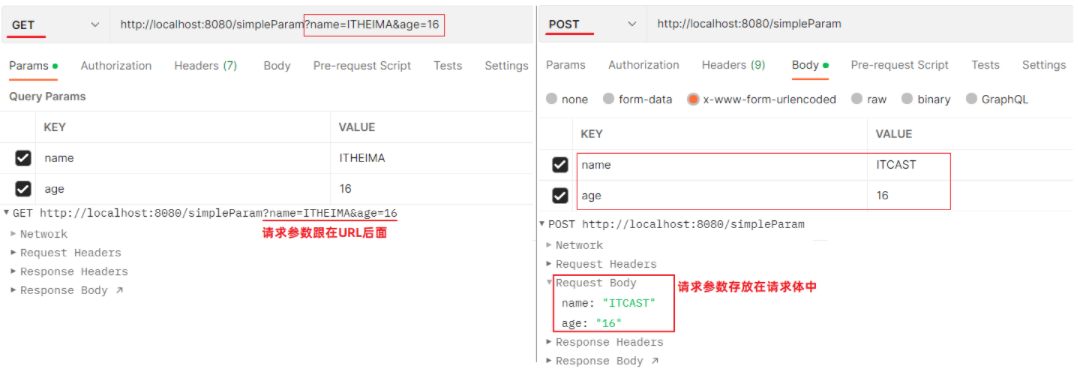 GET http://localhost:8080/simpleParam?name=ITHEIMA&age=16
Params Authorization Headers (7) Body Pre-request Script Tests Settings
Query Params
KEY VALUE
name ITHEIMA
age 16
GET http://localhost:8080/simpleParam?name=ITHEIMA&age=16
请求参数跟在URL后面
Network
Request Headers
Response Headers
Response Body ↗
POST http://localhost:8080/simpleParam
Params Authorization Headers (9) Body Pre-request Script Tests Settings
none form-data x-www-form-urlencoded raw binary GraphQL
KEY VALUE
name ITCAST
age 16
POST http://localhost:8080/simpleParam
Network
Request Headers
Request Body
请求参数存放在请求体中
name: "ITCAST"
age: "16"
Response Headers
Response Body ↗